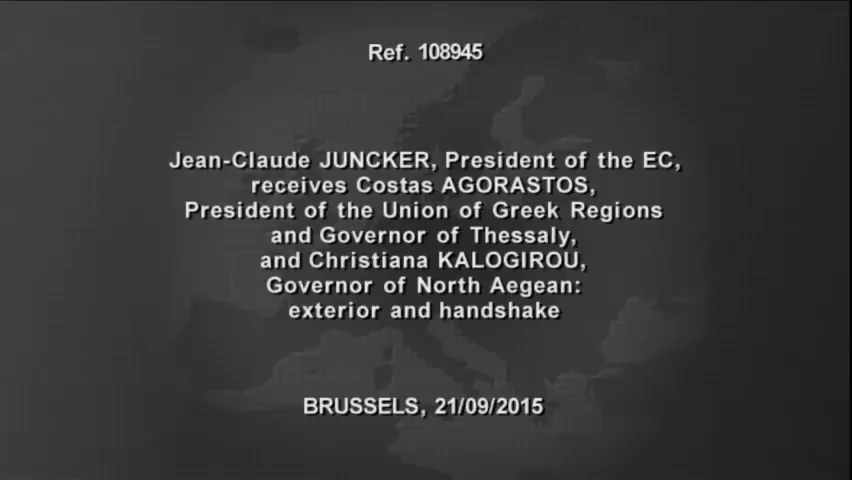 Ref. 108945
Jean-Claude JUNCKER, President of the EC,
receives Costas AGORASTOS,
President of the Union of Greek Regions
and Governor of Thessaly,
and Christiana KALOGIROU,
Governor of North Aegean:
exterior and handshake
BRUSSELS, 21/09/2015